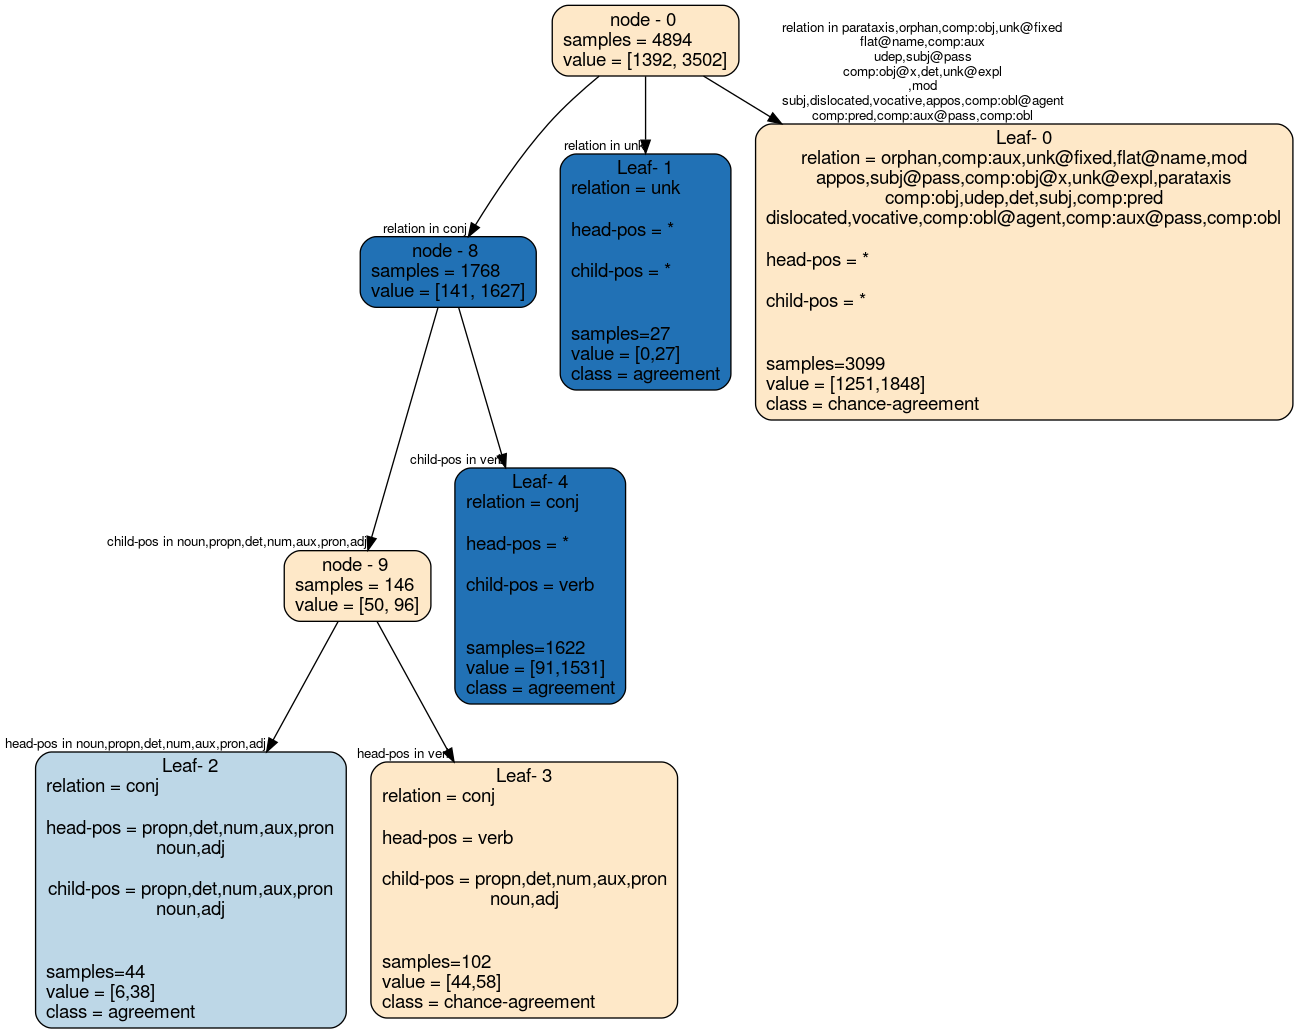 node - 0
samples = 4894
value = [1392, 3502]
relation in parataxis,orphan,comp:obj,unk@fixed
flat@name,comp:aux
udep,subj@pass
comp:obj@x,det,unk@expl
,mod
subj,dislocated,vocative,appos,comp:obl@agent
comp:pred,comp:aux@pass,comp:obl
Leaf- 0
relation = orphan,comp:aux,unk@fixed,flat@name,mod
appos,subj@pass,comp:obj@x,unk@expl,parataxis
comp:obj,udep,det,subj,comp:pred
dislocated,vocative,comp:obl@agent,comp:aux@pass,comp:obl
head-pos = *
child-pos = *
samples=3099
value = [1251,1848]
class = chance-agreement
relation in unk
Leaf- 1
relation = unk
head-pos = *
child-pos = *
samples=27
value = [0,27]
class = agreement
relation in conj
node - 8
samples = 1768
value = [141, 1627]
child-pos in verb
Leaf- 4
relation = conj
head-pos = *
child-pos = verb
samples=1622
value = [91,1531]
class = agreement
child-pos in noun,propn,det,num,aux,pron,adj
node - 9
samples = 146
value = [50, 96]
head-pos in noun,propn,det,num,aux,pron,adj
Leaf- 2
relation = conj
head-pos = propn,det,num,aux,pron
noun,adj
child-pos = propn,det,num,aux,pron
noun,adj
samples=44
value = [6,38]
class = agreement
head-pos in verb
Leaf- 3
relation = conj
head-pos = verb
child-pos = propn,det,num,aux,pron
noun,adj
samples=102
value = [44,58]
class = chance-agreement